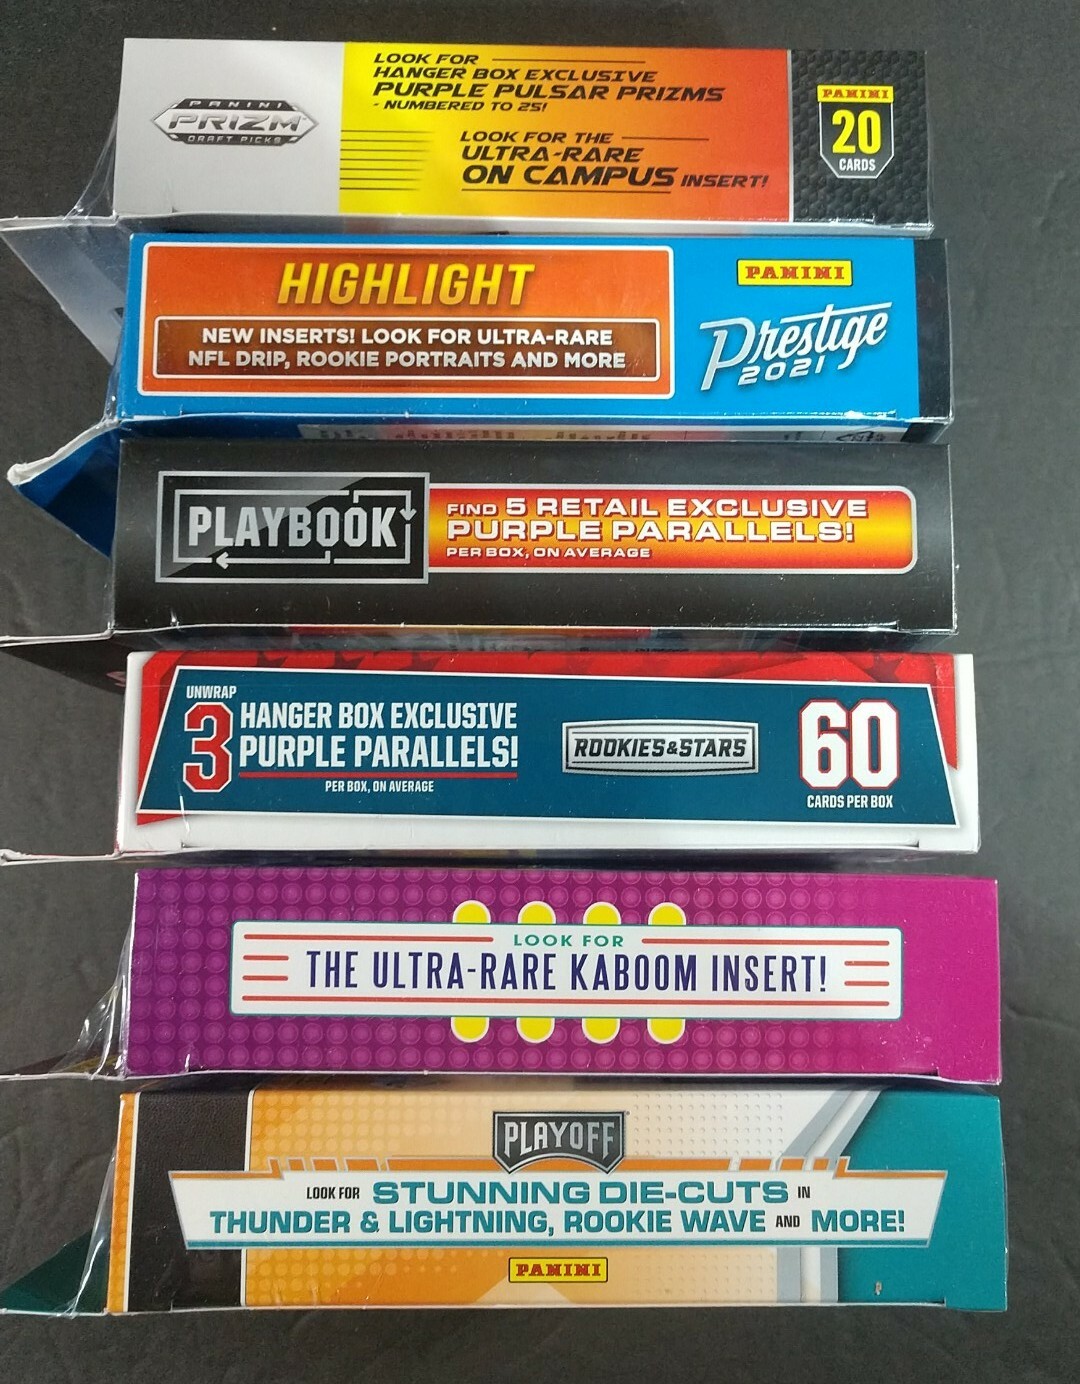 PANINI
PRIZM
DRAFT PICKS
LOOK FOR
HANGER BOX EXCLUSIVE
PURPLE PULSAR PRIZMS
- NUMBERED TO 25!
LOOK FOR THE
ULTRA-RARE
ON CAMPUS INSERT!
PANINI
20
CARDS
HIGHLIGHT
NEW INSERTS! LOOK FOR ULTRA-RARE
NFL DRIP, ROOKIE PORTRAITS AND MORE
PANINI
Prestige
2021
PLAYBOOK
FIND 5 RETAIL EXCLUSIVE
PURPLE PARALLELS!
PER BOX, ON AVERAGE
UNWRAP
3 HANGER BOX EXCLUSIVE
PURPLE PARALLELS!
PER BOX, ON AVERAGE
ROOKIES&STARS
60
CARDS PER BOX
LOOK FOR
THE ULTRA-RARE KABOOM INSERT!
PLAYOFF
LOOK FOR STUNNING DIE-CUTS IN
THUNDER & LIGHTNING, ROOKIE WAVE AND MORE!
PANINI